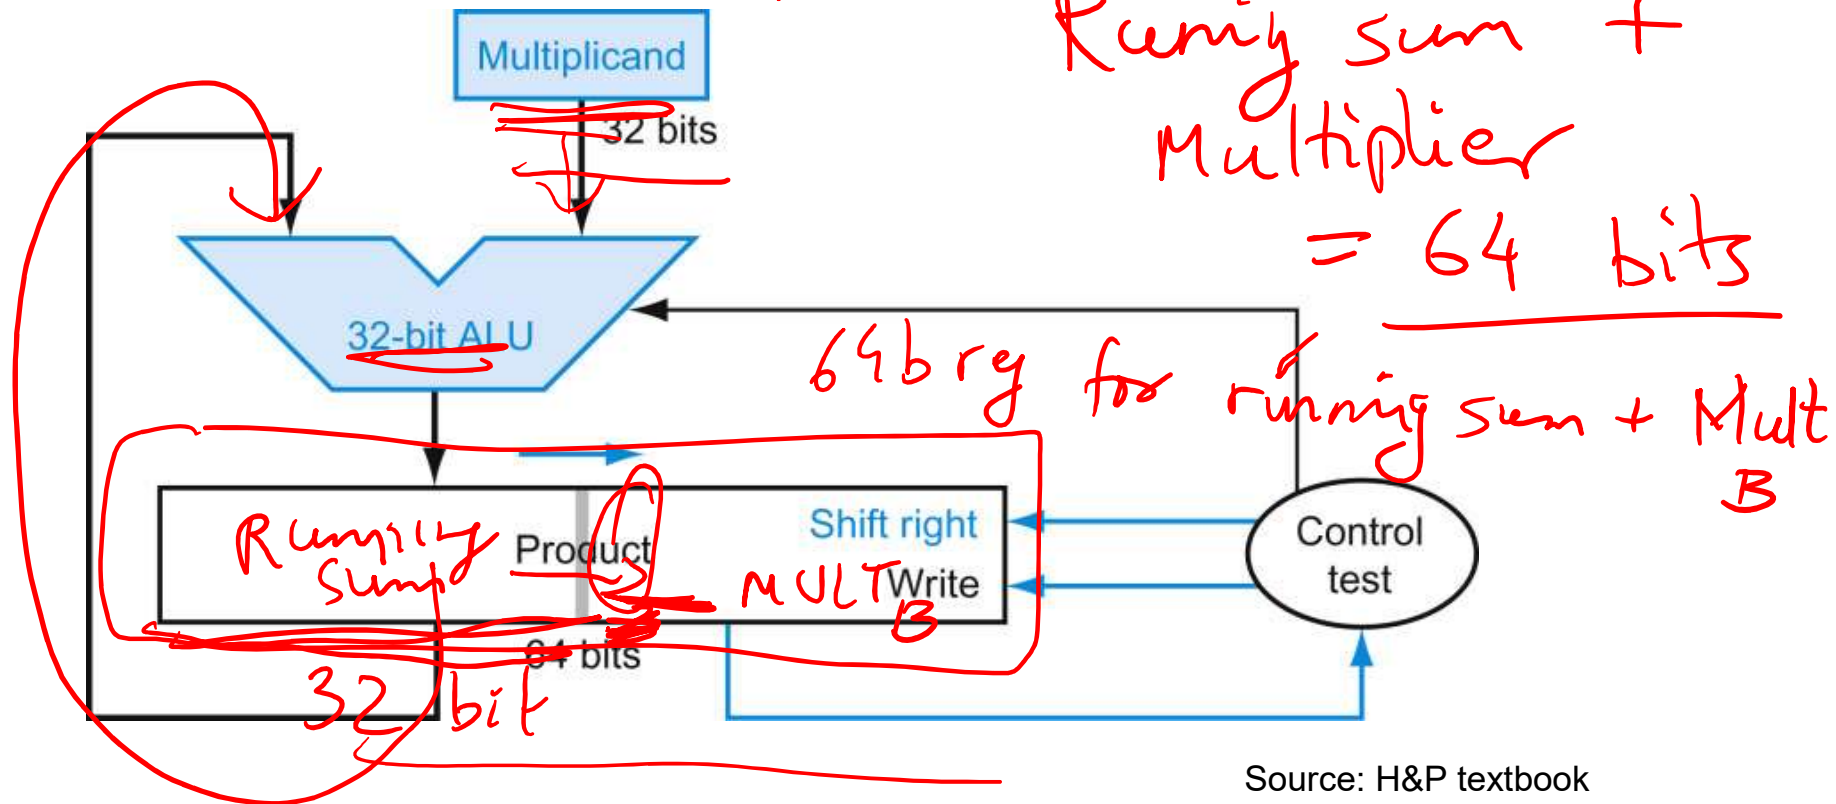 Runnig sum +
Multiplier
= 64 bits
Multiplicand
32 bits
32-bit ALU
64b reg for running sum + Mult
B
Running
Sum
Product
Shift right
Write
MULT
B
Control
test
64 bits
32 bit
Source: H&P textbook